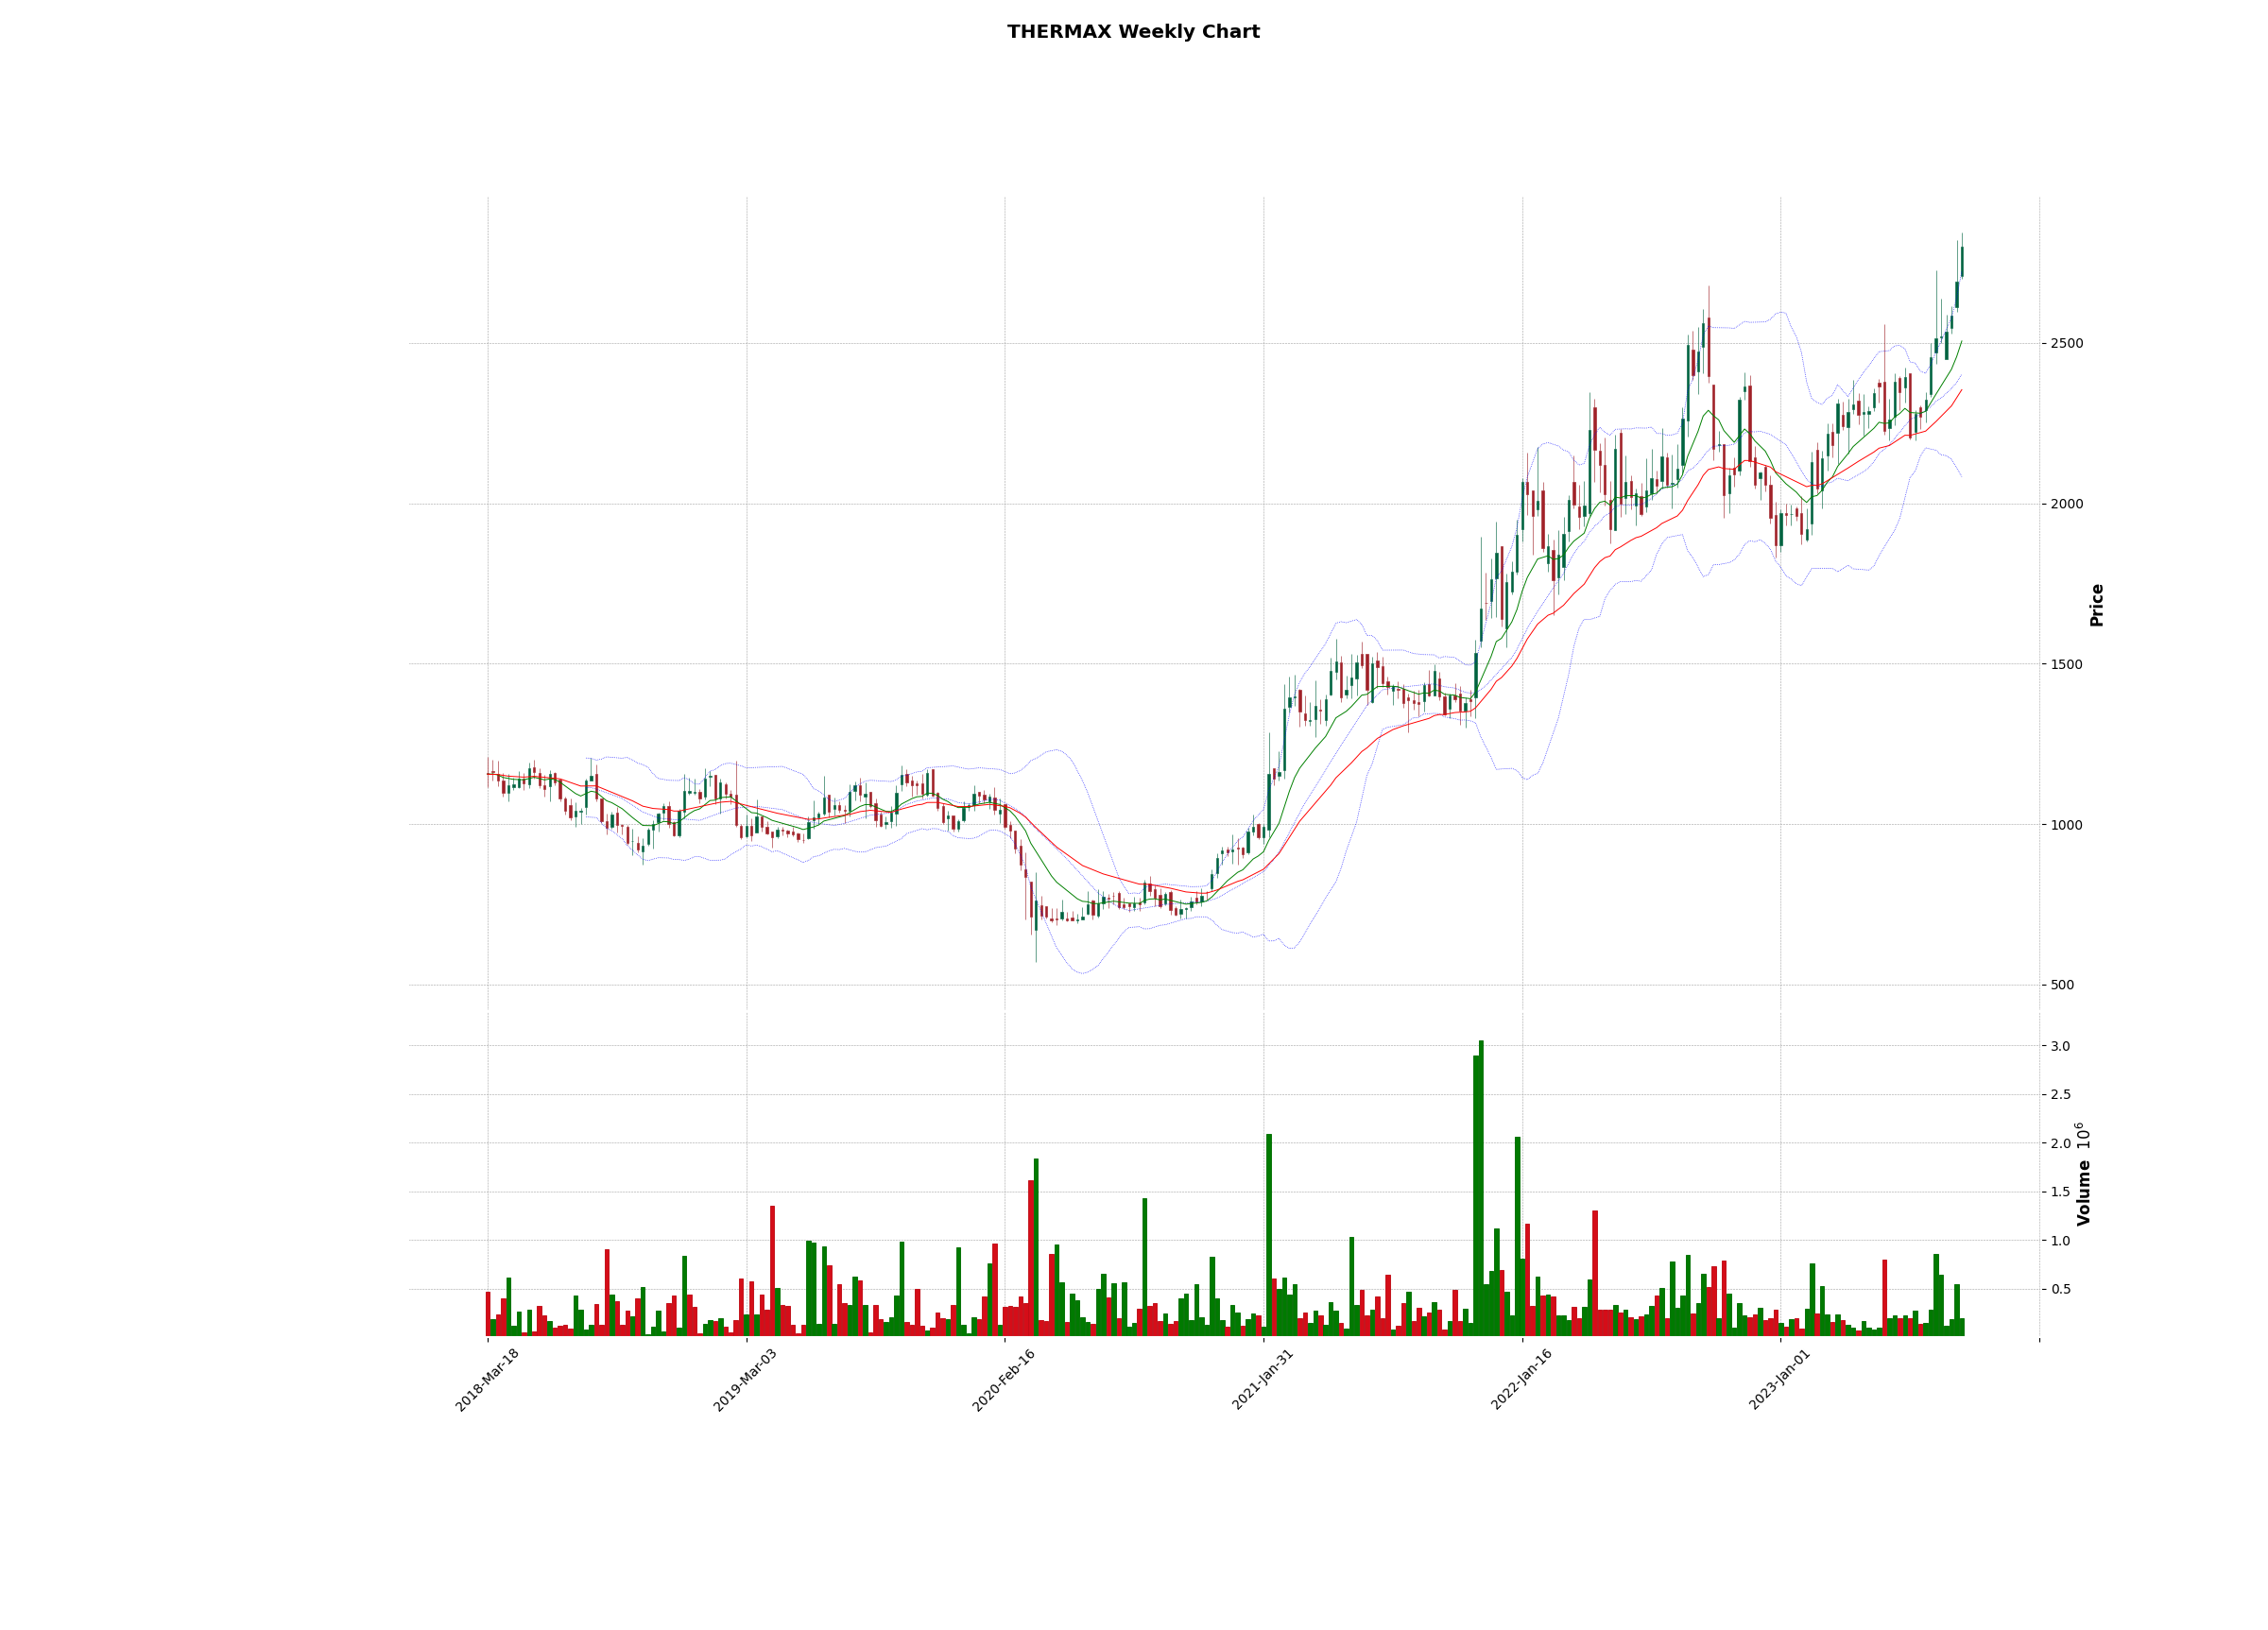 THERMAX Weekly Chart
2500
2000
1500
1000
500
Price
3.0
2.5
2.0
1.5
1.0
0.5
Volume 10⁶
2018-Mar-18
2019-Mar-03
2020-Feb-16
2021-Jan-31
2022-Jan-16
2023-Jan-01